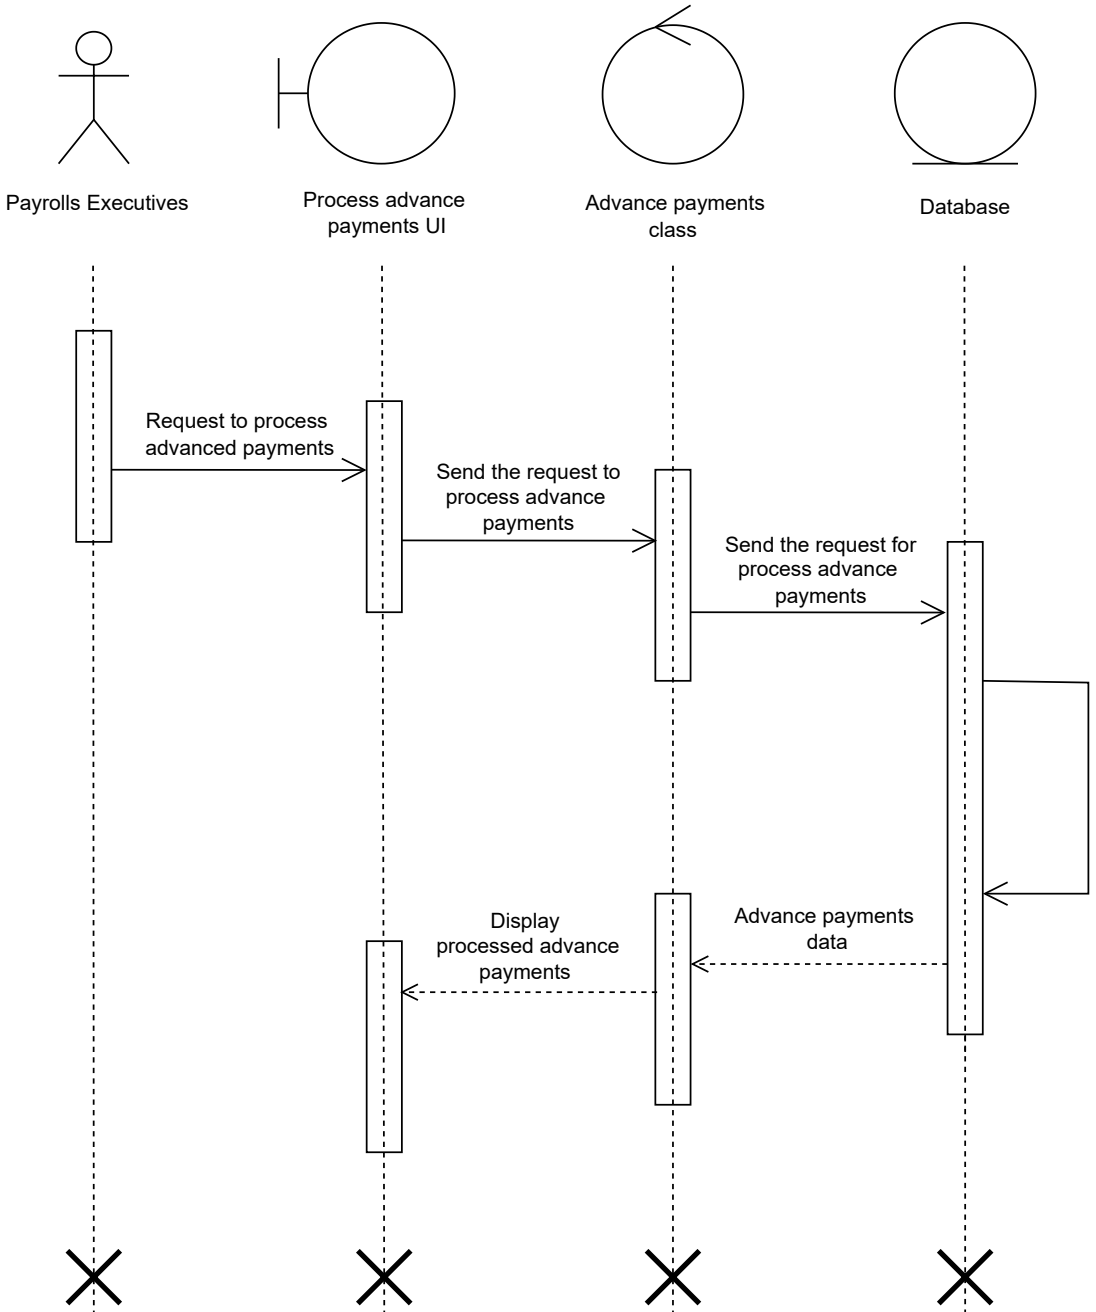 Payrolls Executives
Process advance
payments UI
Advance payments
class
Database
Request to process
advanced payments
Send the request to
process advance
payments
Send the request for
process advance
payments
Advance payments
data
Display
processed advance
payments